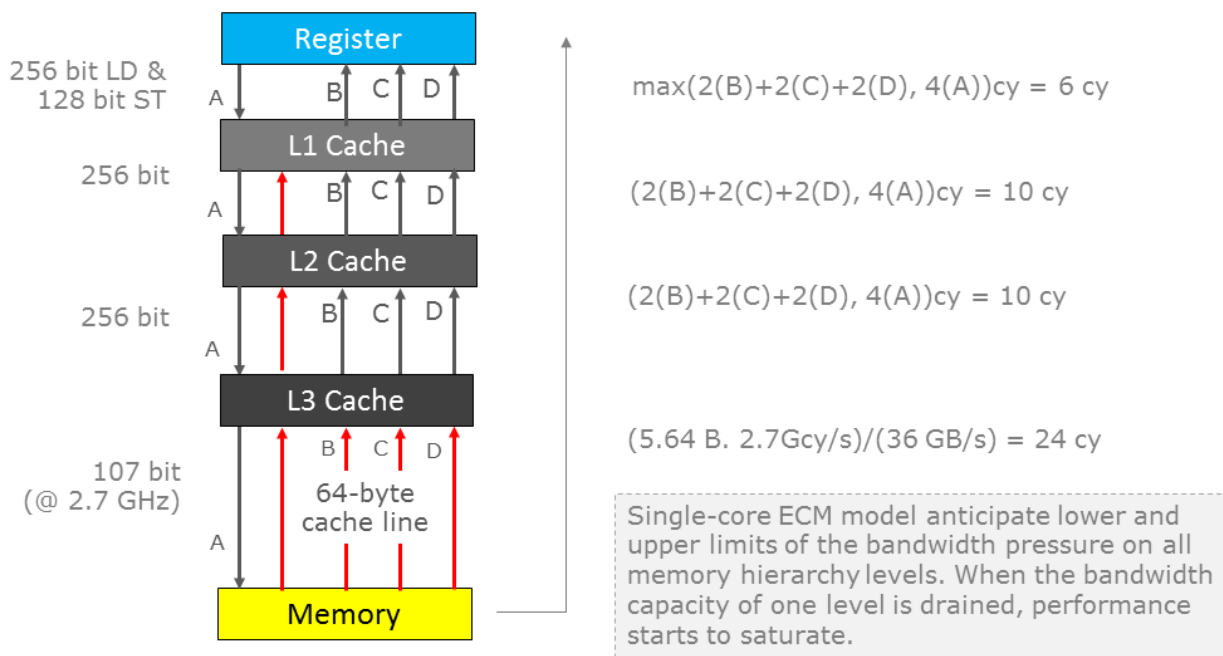 Register
256 bit LD &
128 bit ST
A
B
C
D
max(2(B)+2(C)+2(D), 4(A))cy = 6 cy
L1 Cache
256 bit
A
B
C
D
(2(B)+2(C)+2(D), 4(A))cy = 10 cy
L2 Cache
256 bit
A
B
C
D
(2(B)+2(C)+2(D), 4(A))cy = 10 cy
L3 Cache
107 bit
(@ 2.7 GHz)
A
B
C
D
64-byte
cache line
(5.64 B. 2.7Gcy/s)/(36 GB/s) = 24 cy
Memory
Single-core ECM model anticipate lower and
upper limits of the bandwidth pressure on all
memory hierarchy levels. When the bandwidth
capacity of one level is drained, performance
starts to saturate.